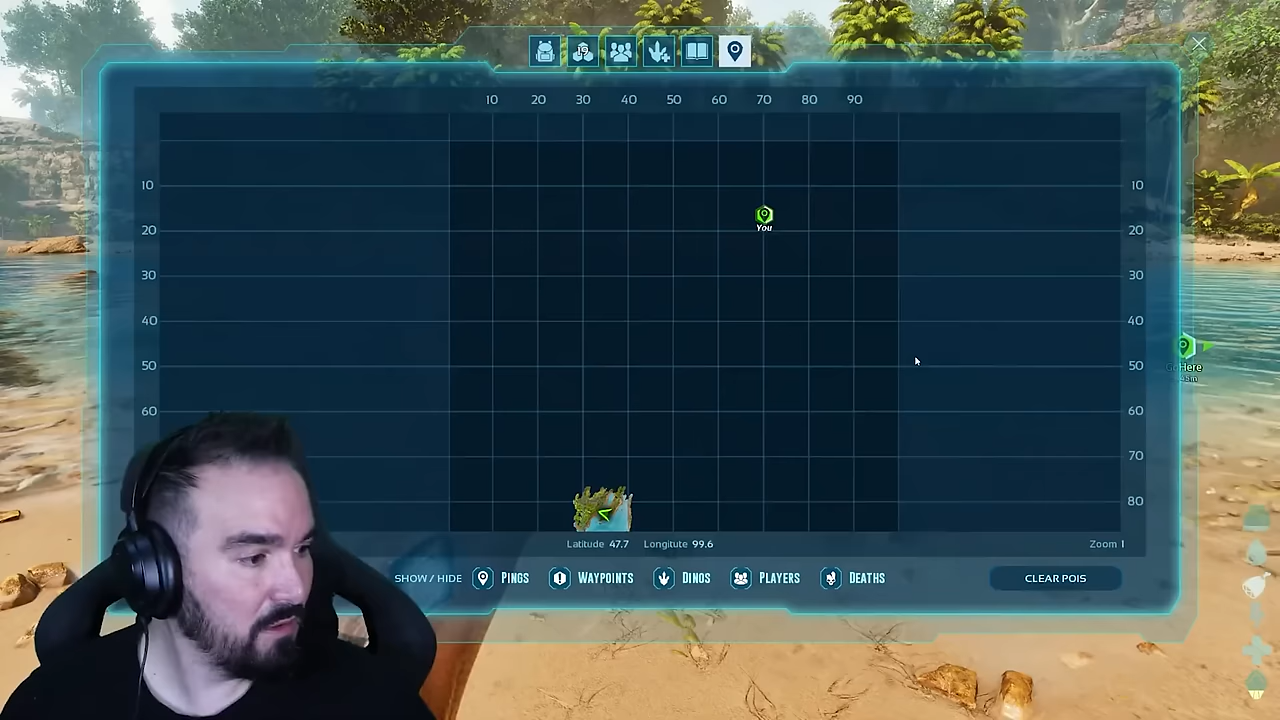 10 20 30 40 50 60 70 80 90
10 10
You
20 20
30 30
40 40
50 50
Here
60 60
70
80
Latitude 47.7 Longitute 99.6
Zoom 1
SHOW / HIDE PINGS WAYPOINTS DINOS PLAYERS DEATHS
CLEAR POIS